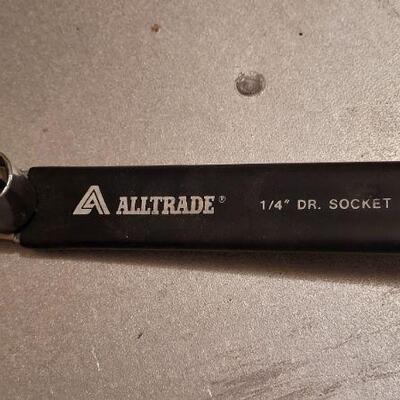 ALLTRADE® 1/4" DR. SOCKET